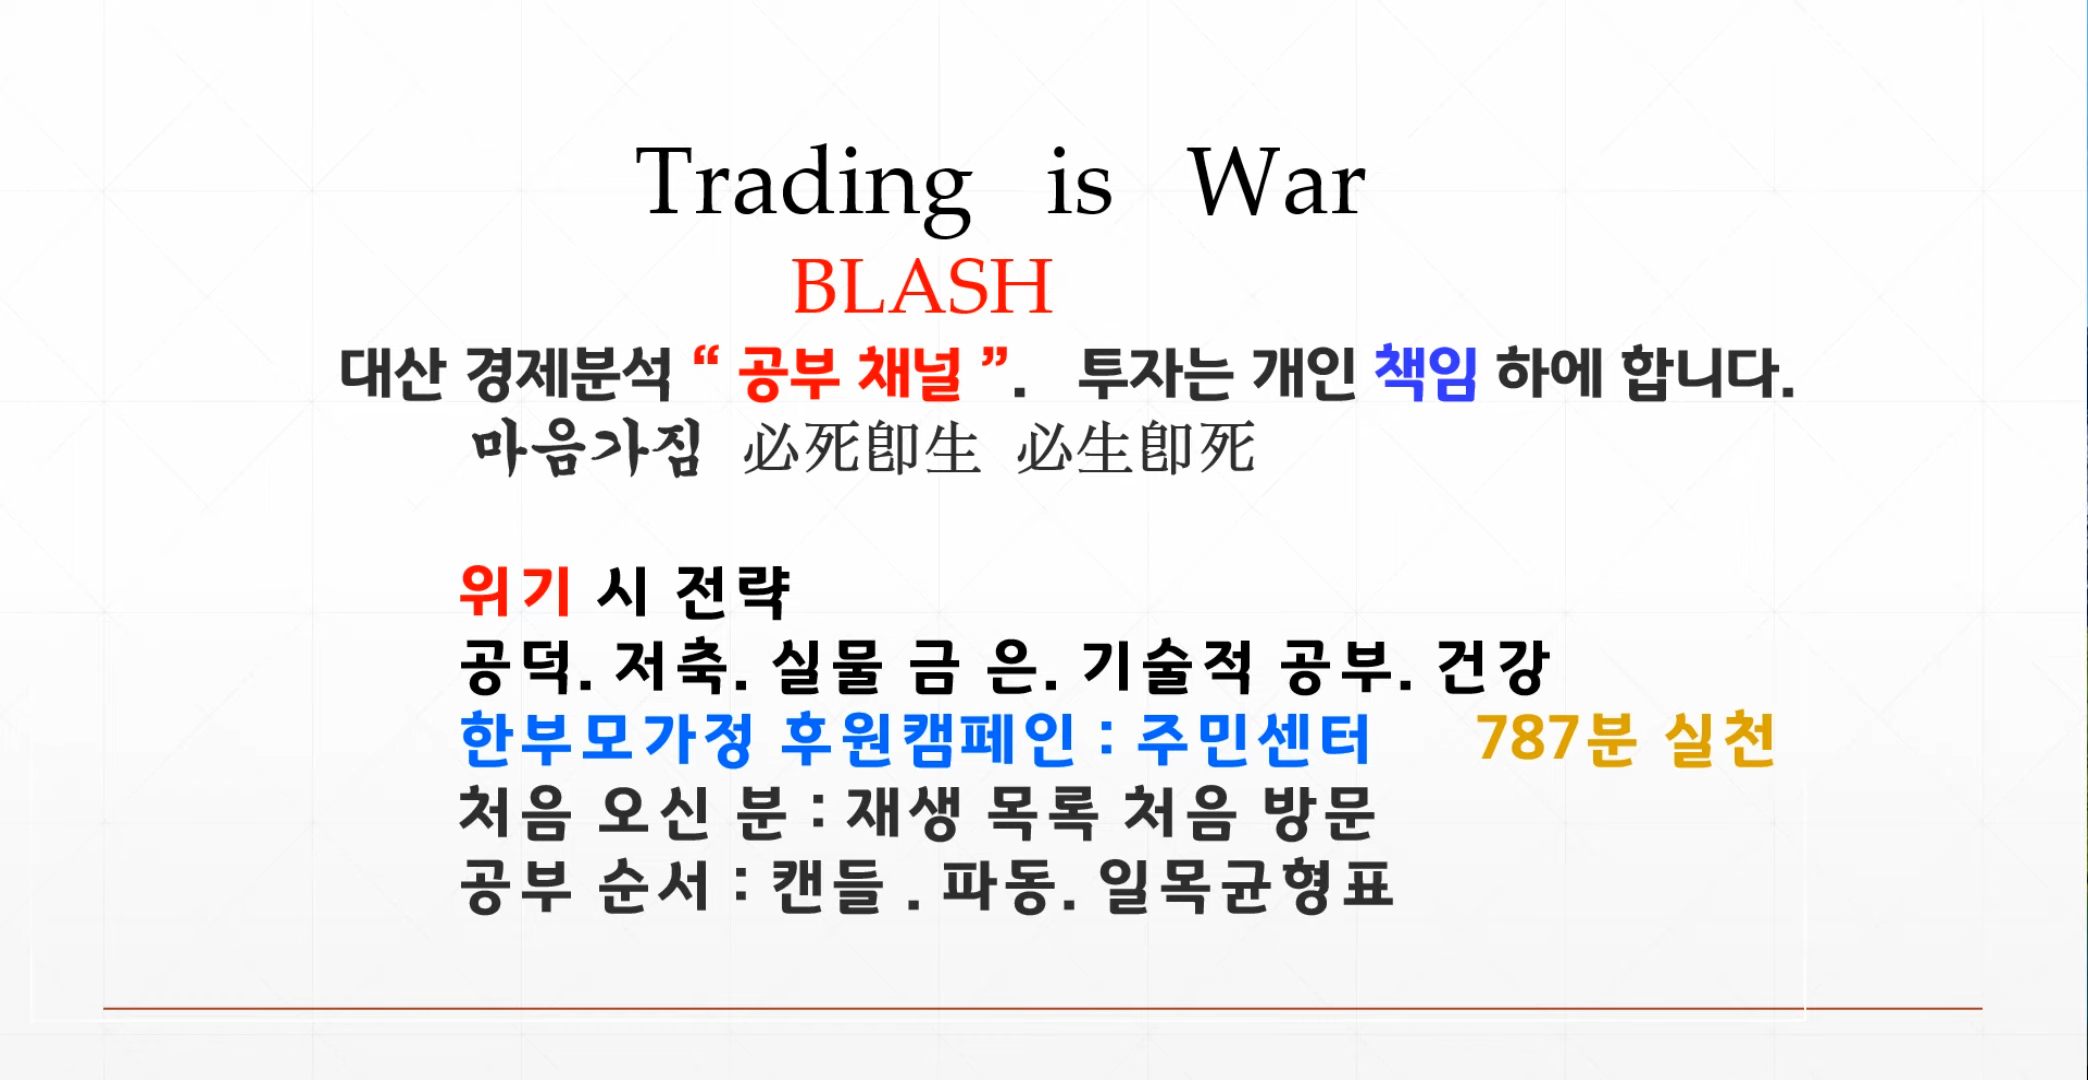 Trading is War
BLASH
대산 경제분석 “ 공부 채널 ”. 투자는 개인 책임 하에 합니다.
마음가짐 必死卽生 必生卽死
위기 시 전략
공덕. 저축. 실물 금 은. 기술적 공부. 건강
한부모가정 후원캠페인 : 주민센터 787분 실천
처음 오신 분 : 재생 목록 처음 방문
공부 순서 : 캔들 . 파동. 일목균형표